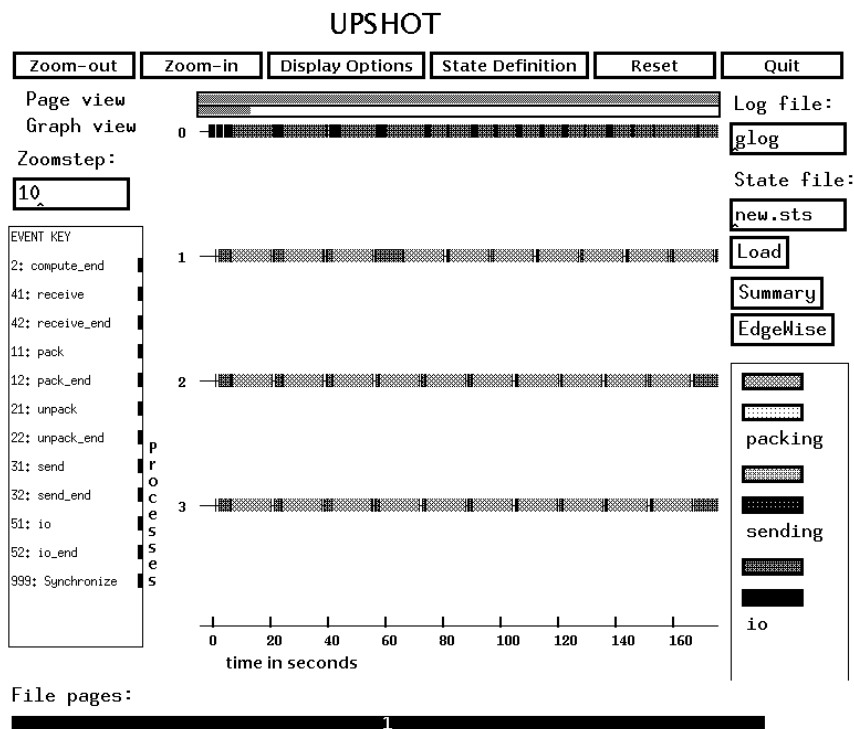 UPSHOT
Zoom-out Zoom-in Display Options State Definition Reset Quit
Page view
Graph view
Zoomstep:
10
Log file:
glog
State file:
new.sts
Load
Summary
EdgeWise
EVENT KEY
2: compute_end
41: receive
42: receive_end
11: pack
12: pack_end
21: unpack
22: unpack_end
31: send
32: send_end
51: io
52: io_end
999: Synchronize
processes
0
1
2
3
packing
sending
io
0 20 40 60 80 100 120 140 160
time in seconds
File pages:
1